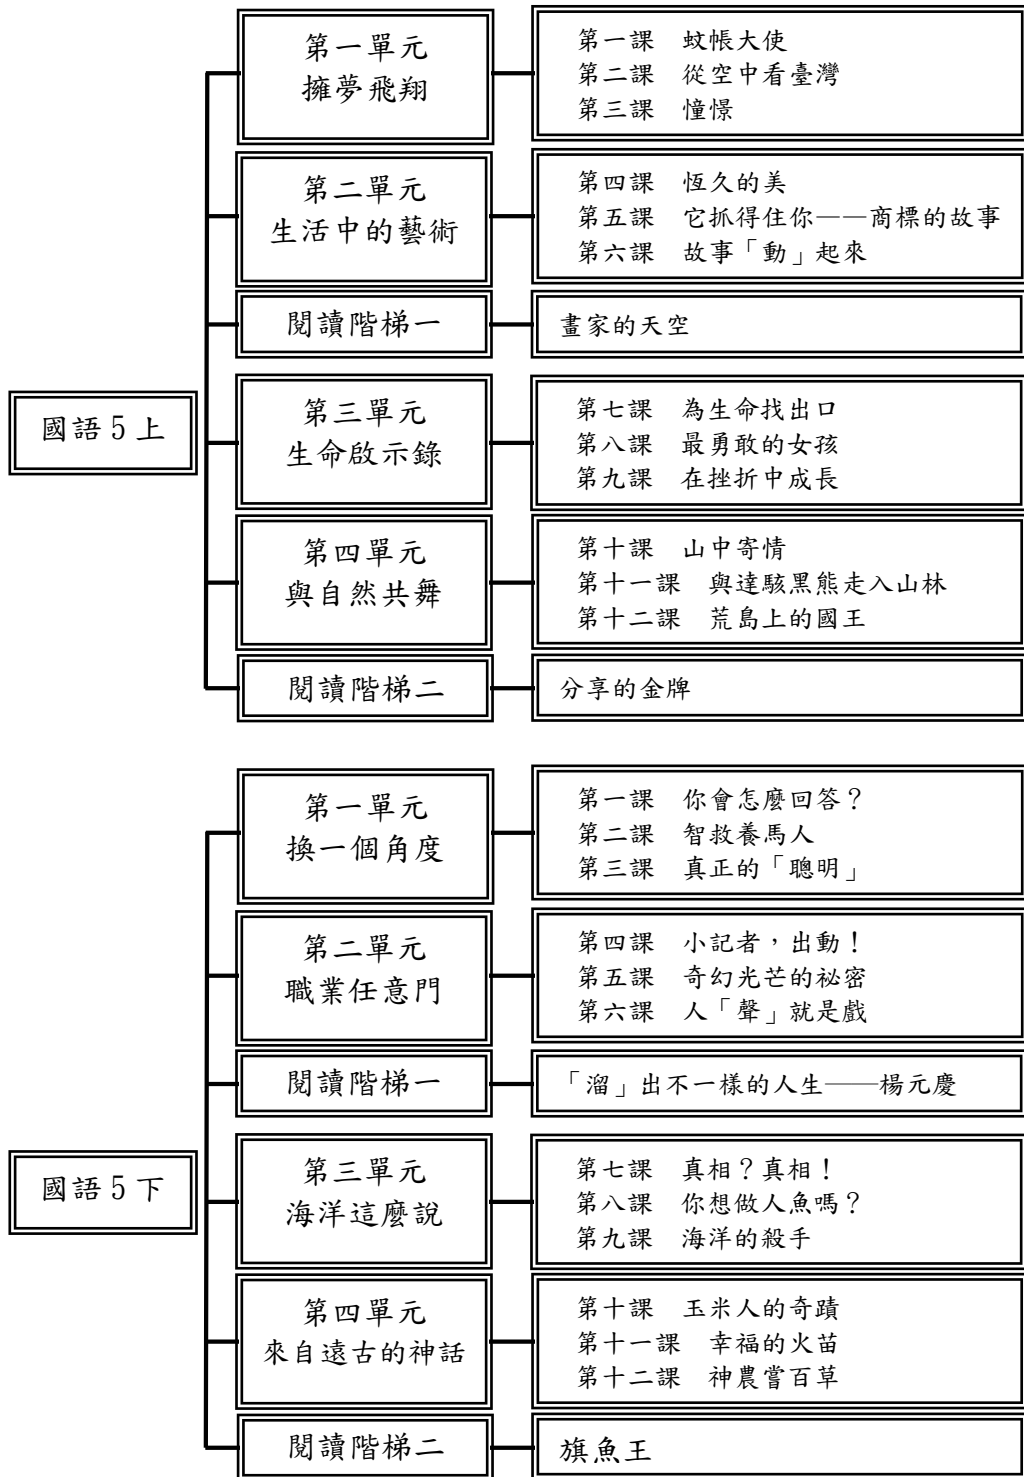 國語5上
第一單元
擁夢飛翔
第一課　蚊帳大使
第二課　從空中看臺灣
第三課　憧憬
第二單元
生活中的藝術
第四課　恆久的美
第五課　它抓得住你——商標的故事
第六課　故事「動」起來
閱讀階梯一
畫家的天空
第三單元
生命啟示錄
第七課　為生命找出口
第八課　最勇敢的女孩
第九課　在挫折中成長
第四單元
與自然共舞
第十課　山中寄情
第十一課　與達駭黑熊走入山林
第十二課　荒島上的國王
閱讀階梯二
分享的金牌
國語5下
第一單元
換一個角度
第一課　你會怎麼回答？
第二課　智救養馬人
第三課　真正的「聰明」
第二單元
職業任意門
第四課　小記者，出動！
第五課　奇幻光芒的祕密
第六課　人「聲」就是戲
閱讀階梯一
「溜」出不一樣的人生——楊元慶
第三單元
海洋這麼說
第七課　真相？真相！
第八課　你想做人魚嗎？
第九課　海洋的殺手
第四單元
來自遠古的神話
第十課　玉米人的奇蹟
第十一課　幸福的火苗
第十二課　神農嘗百草
閱讀階梯二
旗魚王